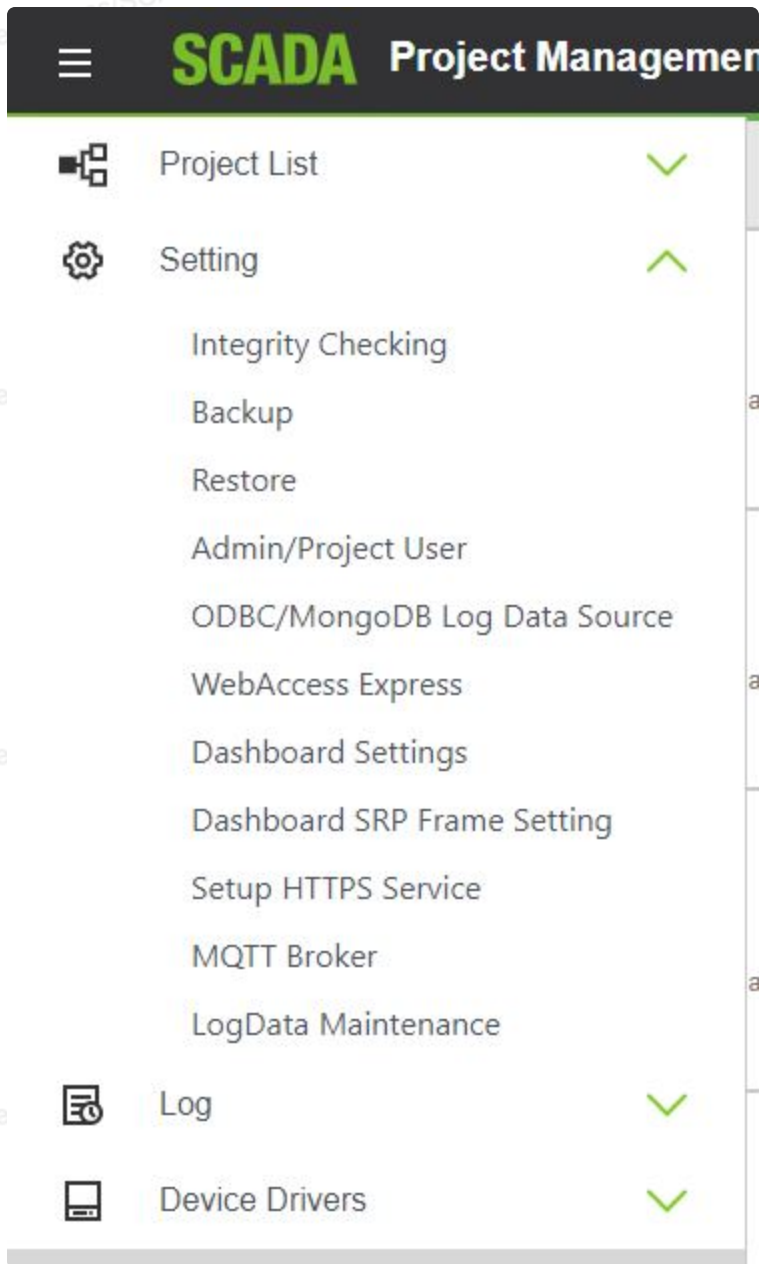 SCADA Project Managemen
Project List
Setting
Integrity Checking
Backup
Restore
Admin/Project User
ODBC/MongoDB Log Data Source
WebAccess Express
Dashboard Settings
Dashboard SRP Frame Setting
Setup HTTPS Service
MQTT Broker
LogData Maintenance
Log
Device Drivers